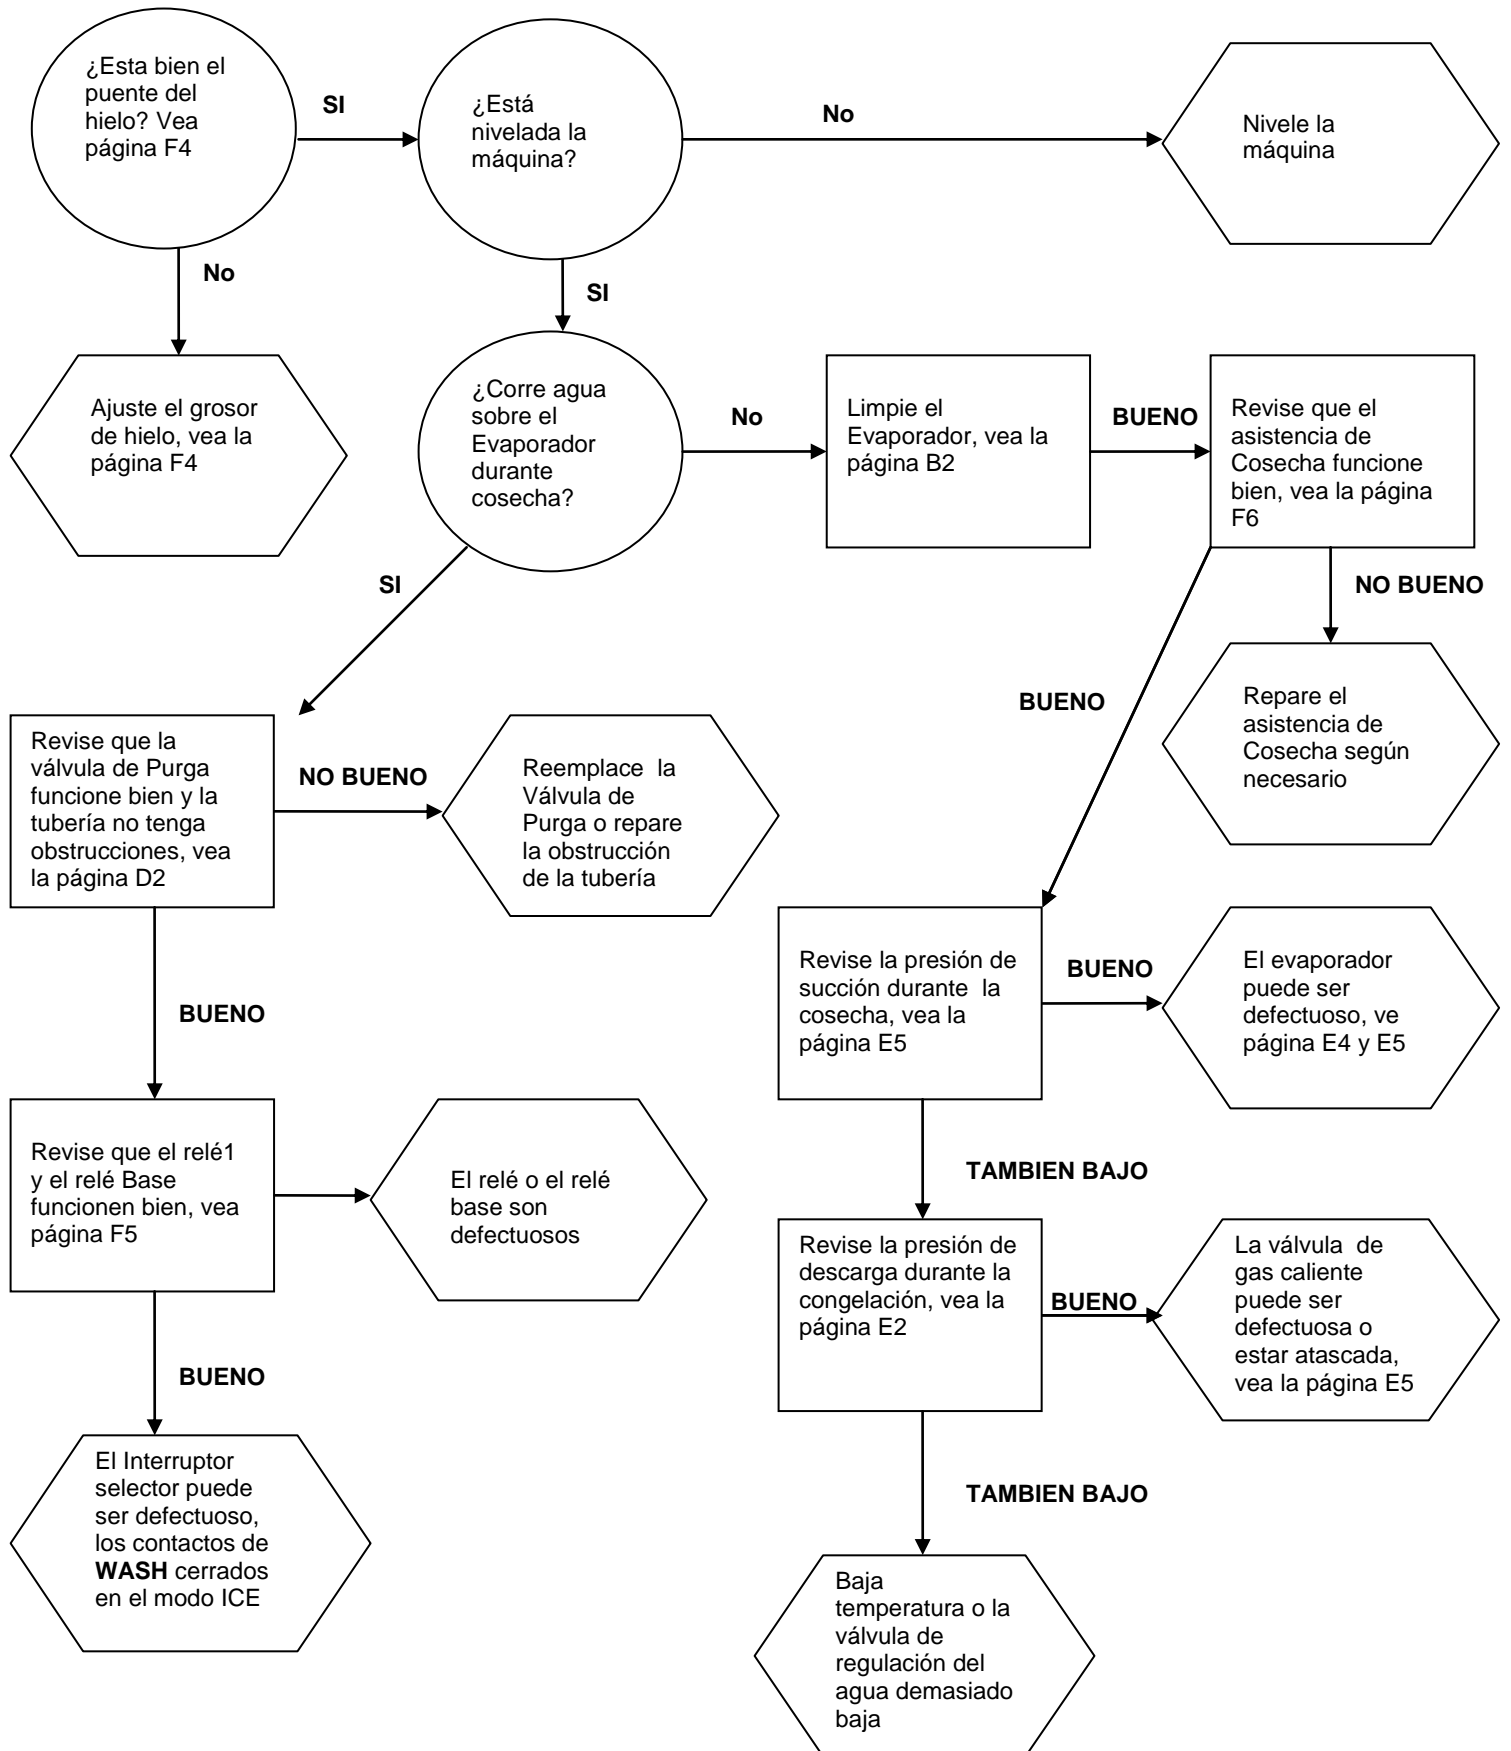 ¿Esta bien el
puente del
hielo? Vea
página F4
SI
¿Está
nivelada la
máquina?
No
Nivele la
máquina
No
SI
Ajuste el grosor
de hielo, vea la
página F4
¿Corre agua
sobre el
Evaporador
durante
cosecha?
No
Limpie el
Evaporador, vea la
página B2
BUENO
Revise que el
asistencia de
Cosecha funcione
bien, vea la página
F6
SI
NO BUENO
BUENO
Repare el
asistencia de
Cosecha según
necesario
Revise que la
válvula de Purga
funcione bien y la
tubería no tenga
obstrucciones, vea
la página D2
NO BUENO
Reemplace la
Válvula de
Purga o repare
la obstrucción
de la tubería
Revise la presión de
succión durante la
cosecha, vea la
página E5
BUENO
El evaporador
puede ser
defectuoso, ve
página E4 y E5
BUENO
TAMBIEN BAJO
Revise que el relé1
y el relé Base
funcionen bien, vea
página F5
El relé o el relé
base son
defectuosos
Revise la presión de
descarga durante la
congelación, vea la
página E2
BUENO
La válvula de
gas caliente
puede ser
defectuosa o
estar atascada,
vea la página E5
BUENO
TAMBIEN BAJO
El Interruptor
selector puede
ser defectuoso,
los contactos de
WASH cerrados
en el modo ICE
Baja
temperatura o la
válvula de
regulación del
agua demasiado
baja